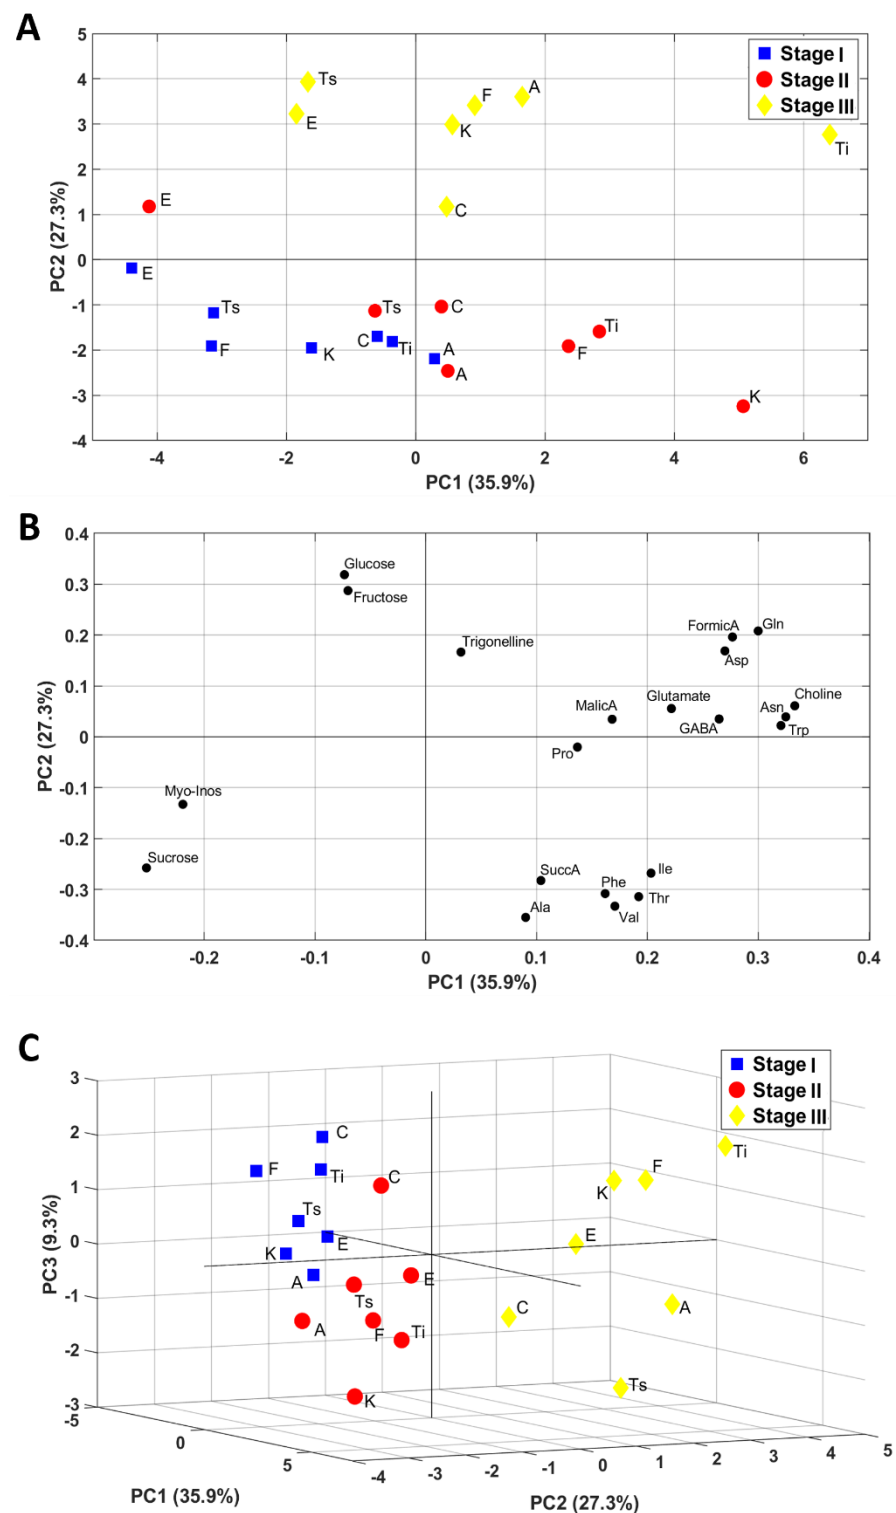 A
5
4
3
2
1
0
-1
-2
-3
-4
PC2 (27.3%)
Stage I
Stage II
Stage III
Ts
E
F
A
K
C
Ti
E
E
Ts
F
K
C
Ti
A
Ts
C
A
F
Ti
K
-4
-2
0
2
4
6
PC1 (35.9%)
B
0.4
0.3
0.2
0.1
0
-0.1
-0.2
-0.3
-0.4
PC2 (27.3%)
Glucose
Fructose
Trigonelline
FormicA
Gln
Asp
MalicA
Glutamate
GABA
Asn
Choline
Trp
Pro
Myo-Inos
Sucrose
SuccA
Ala
Phe
Val
Ile
Thr
-0.2
-0.1
0
0.1
0.2
0.3
0.4
PC1 (35.9%)
C
3
2
1
0
-1
-2
-3
PC3 (9.3%)
Stage I
Stage II
Stage III
C
F
Ti
C
Ts
E
K
A
E
Ts
A
F
Ti
K
Ti
K
F
E
C
A
Ts
-5
0
5
PC1 (35.9%)
-4
-3
-2
-1
0
1
2
3
4
5
PC2 (27.3%)